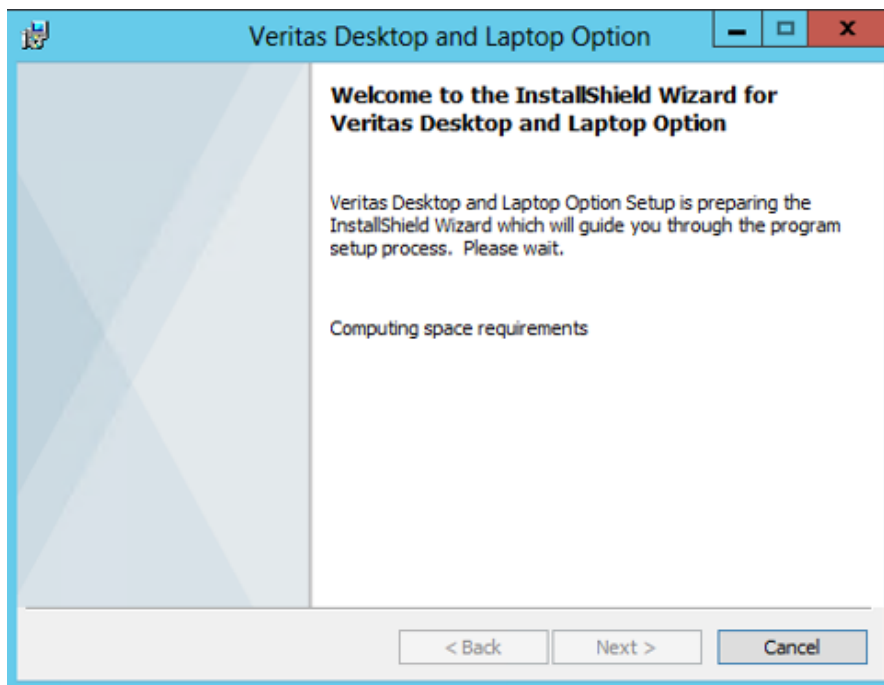 Veritas Desktop and Laptop Option
Welcome to the InstallShield Wizard for
Veritas Desktop and Laptop Option
Veritas Desktop and Laptop Option Setup is preparing the
InstallShield Wizard which will guide you through the program
setup process.  Please wait.
Computing space requirements
< Back
Next >
Cancel